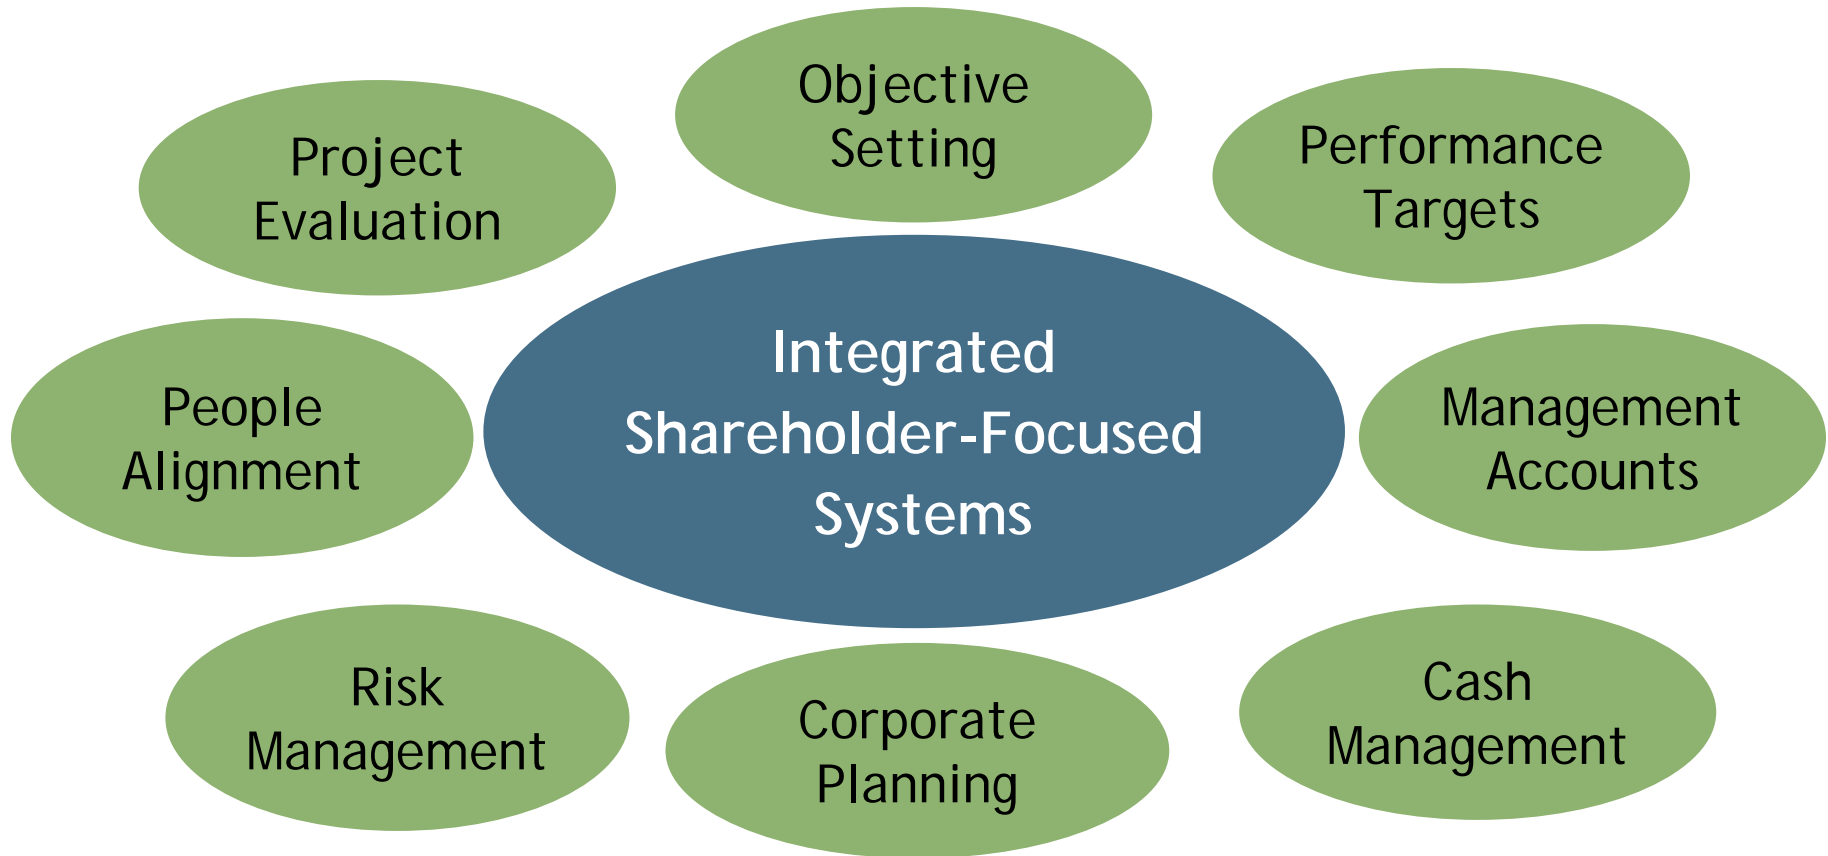 Objective
Setting
Project
Evaluation
Performance
Targets
Integrated
Shareholder-Focused
Systems
People
Alignment
Management
Accounts
Risk
Management
Corporate
Planning
Cash
Management